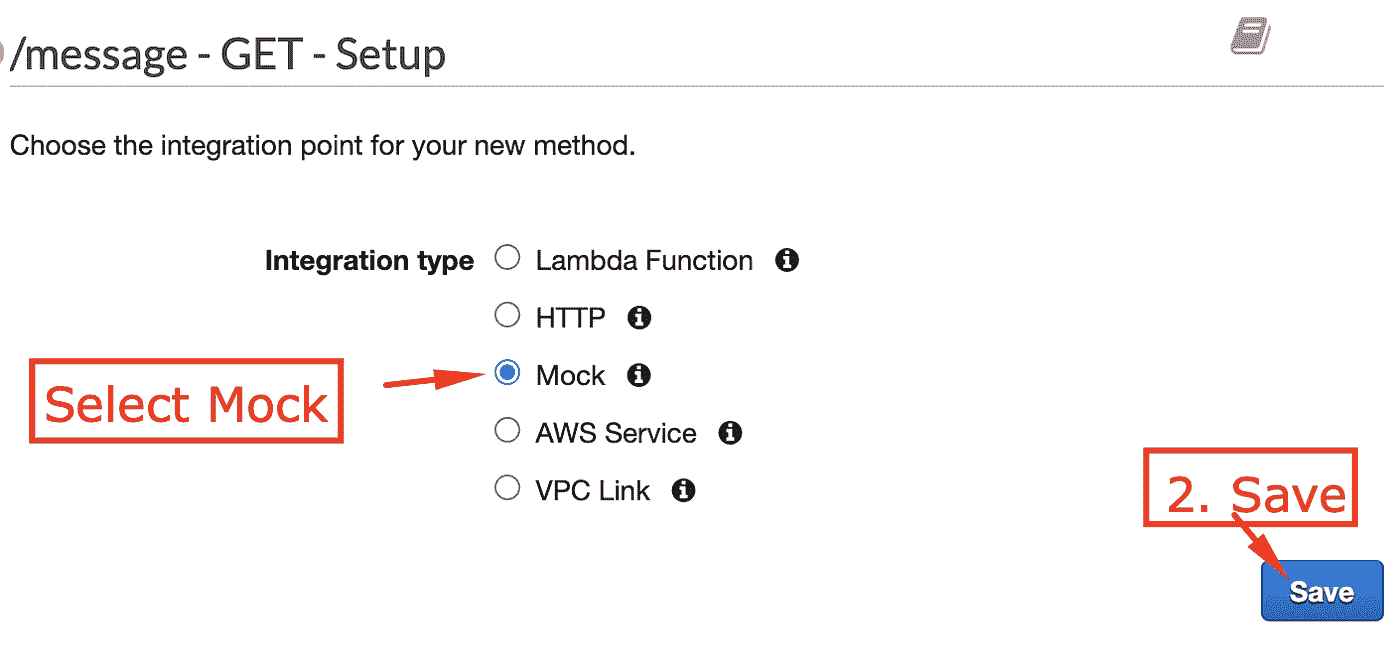 /message - GET - Setup
Choose the integration point for your new method.
Integration type Lambda Function
HTTP
Mock
Select Mock
AWS Service
VPC Link
2. Save
Save